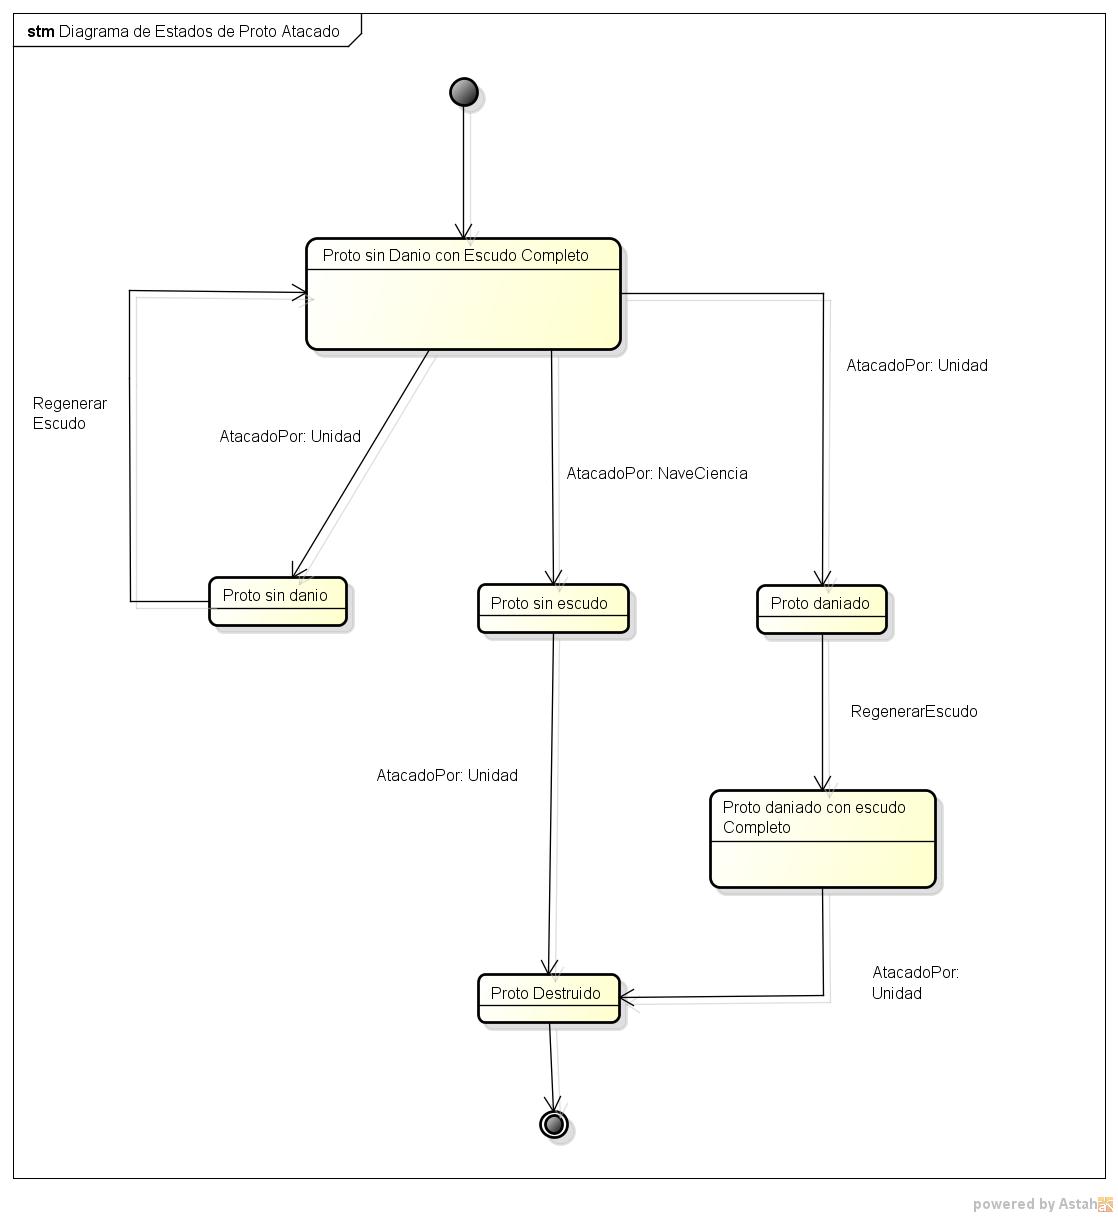 stm Diagrama de Estados de Proto Atacado
Proto sin Danio con Escudo Completo
AtacadoPor: Unidad
Regenerar
Escudo
AtacadoPor: Unidad
AtacadoPor: NaveCiencia
Proto sin danio
Proto sin escudo
Proto daniado
RegenerarEscudo
AtacadoPor: Unidad
Proto daniado con escudo
Completo
AtacadoPor:
Unidad
Proto Destruido
powered by Astah